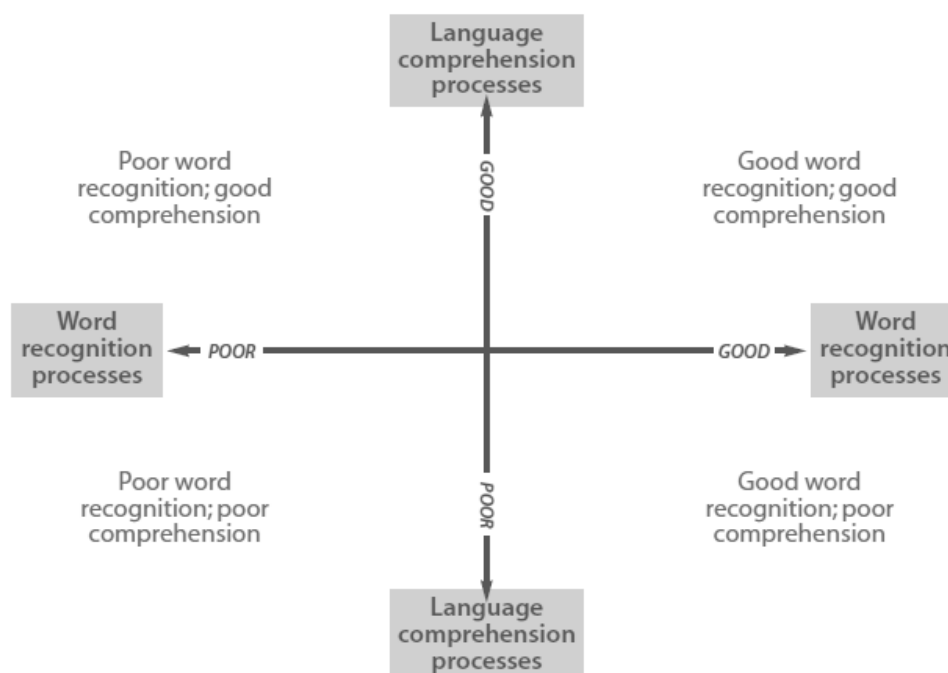 Language
comprehension
processes
GOOD
Poor word
recognition; good
comprehension
Good word
recognition; good
comprehension
Word
recognition
processes
POOR
GOOD
Word
recognition
processes
Poor word
recognition; poor
comprehension
POOR
Good word
recognition; poor
comprehension
Language
comprehension
processes